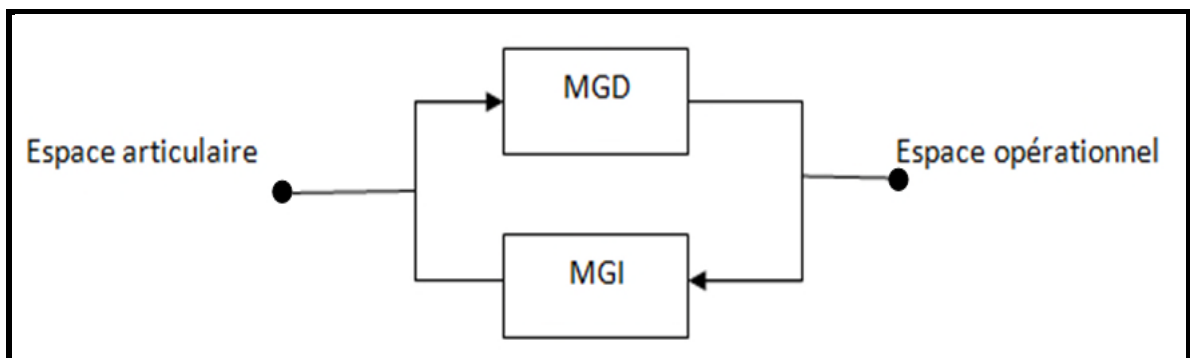 MGD
Espace articulaire
Espace opérationnel
MGI